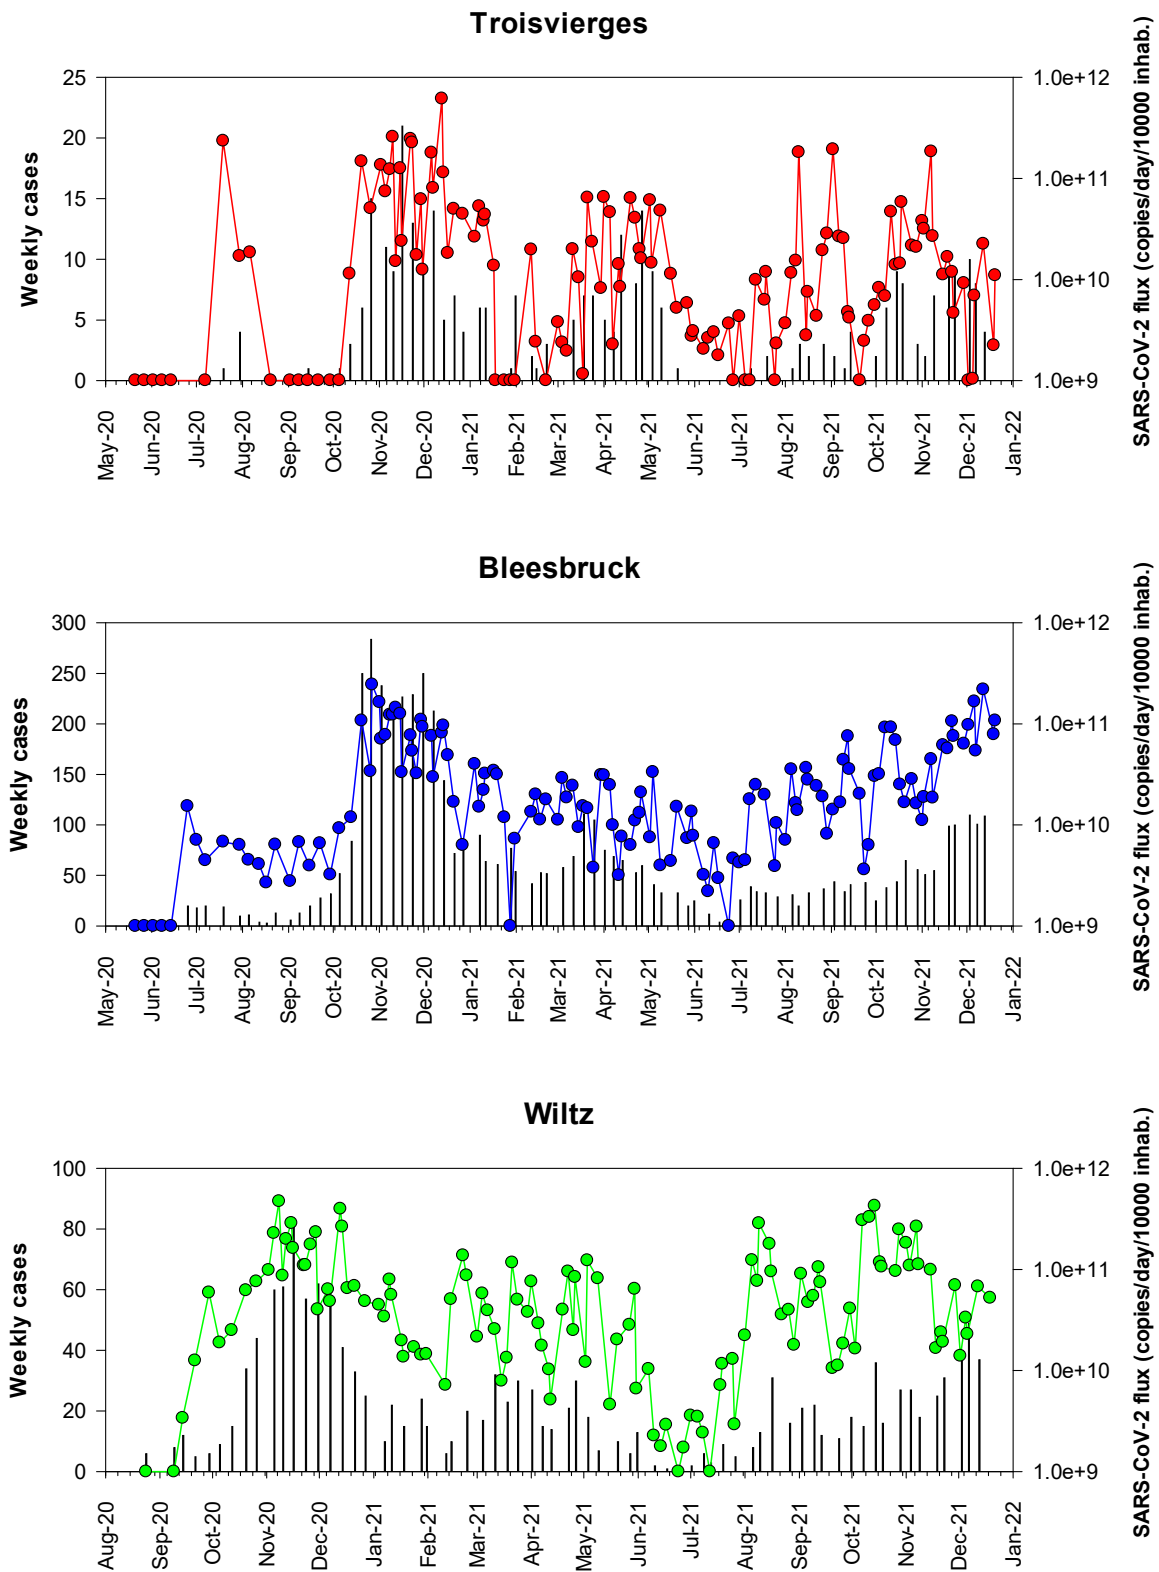 Troisvierges
Weekly cases
SARS-CoV-2 flux (copies/day/10000 inhab.)
25
20
15
10
5
0
1.0e+12
1.0e+11
1.0e+10
1.0e+9
May-20
Jun-20
Jul-20
Aug-20
Sep-20
Oct-20
Nov-20
Dec-20
Jan-21
Feb-21
Mar-21
Apr-21
May-21
Jun-21
Jul-21
Aug-21
Sep-21
Oct-21
Nov-21
Dec-21
Jan-22
Bleesbruck
Weekly cases
SARS-CoV-2 flux (copies/day/10000 inhab.)
300
250
200
150
100
50
0
1.0e+12
1.0e+11
1.0e+10
1.0e+9
May-20
Jun-20
Jul-20
Aug-20
Sep-20
Oct-20
Nov-20
Dec-20
Jan-21
Feb-21
Mar-21
Apr-21
May-21
Jun-21
Jul-21
Aug-21
Sep-21
Oct-21
Nov-21
Dec-21
Jan-22
Wiltz
Weekly cases
SARS-CoV-2 flux (copies/day/10000 inhab.)
100
80
60
40
20
0
1.0e+12
1.0e+11
1.0e+10
1.0e+9
Aug-20
Sep-20
Oct-20
Nov-20
Dec-20
Jan-21
Feb-21
Mar-21
Apr-21
May-21
Jun-21
Jul-21
Aug-21
Sep-21
Oct-21
Nov-21
Dec-21
Jan-22